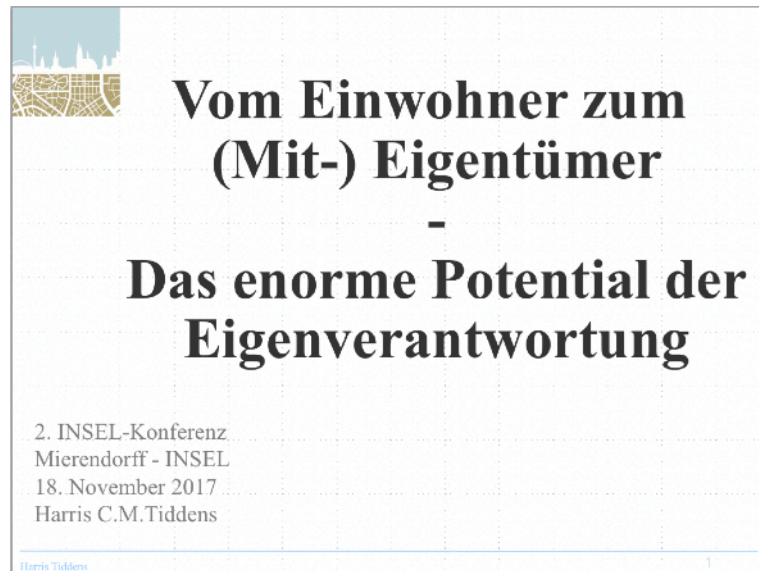 Vom Einwohner zum
(Mit-) Eigentümer
-
Das enorme Potential der
Eigenverantwortung
2. INSEL-Konferenz
Mierendorff - INSEL
18. November 2017
Harris C.M.Tiddens
Harris Tiddens
1